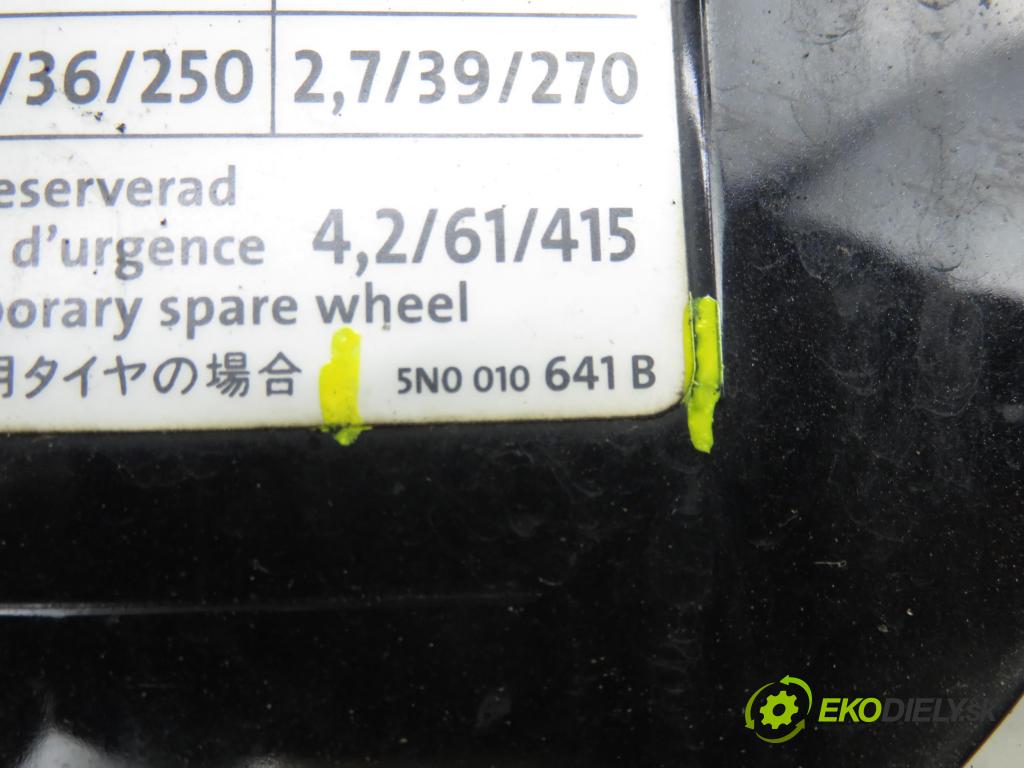 /36/250 2,7/39/270
eserverad
d'urgence 4,2/61/415
porary spare wheel
用タイヤの場合 5N0 010 641 B
EKODIELY.sk